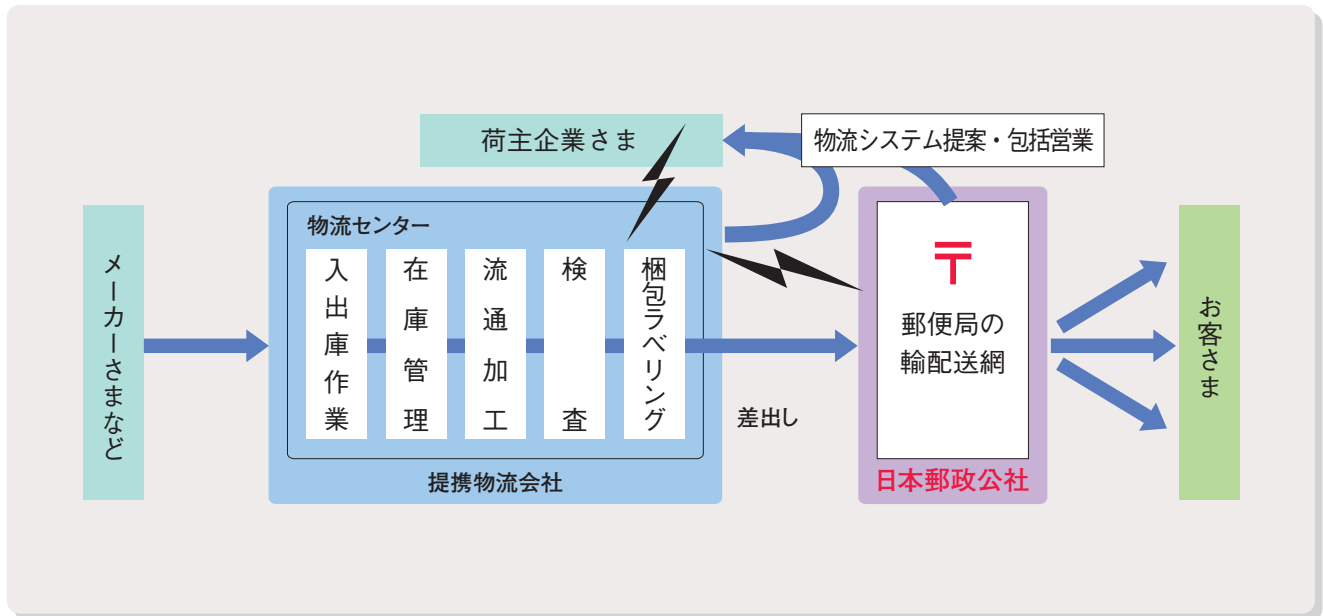 荷主企業さま
物流システム提案・包括営業
メーカーさまなど
物流センター
入出庫作業
在庫管理
流通加工
検査
梱包ラベリング
提携物流会社
差出し
〒
郵便局の
輸配送網
日本郵政公社
お客さま